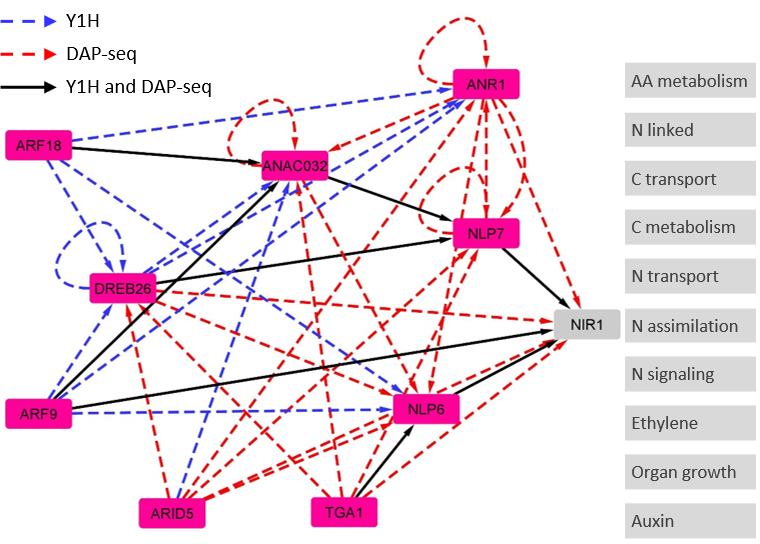 Y1H
DAP-seq
Y1H and DAP-seq
ANR1
AA metabolism
N linked
ARF18
ANAC032
C transport
NLP7
C metabolism
DREB26
N transport
NIR1
N assimilation
N signaling
ARF9
NLP6
Ethylene
Organ growth
ARID5
TGA1
Auxin